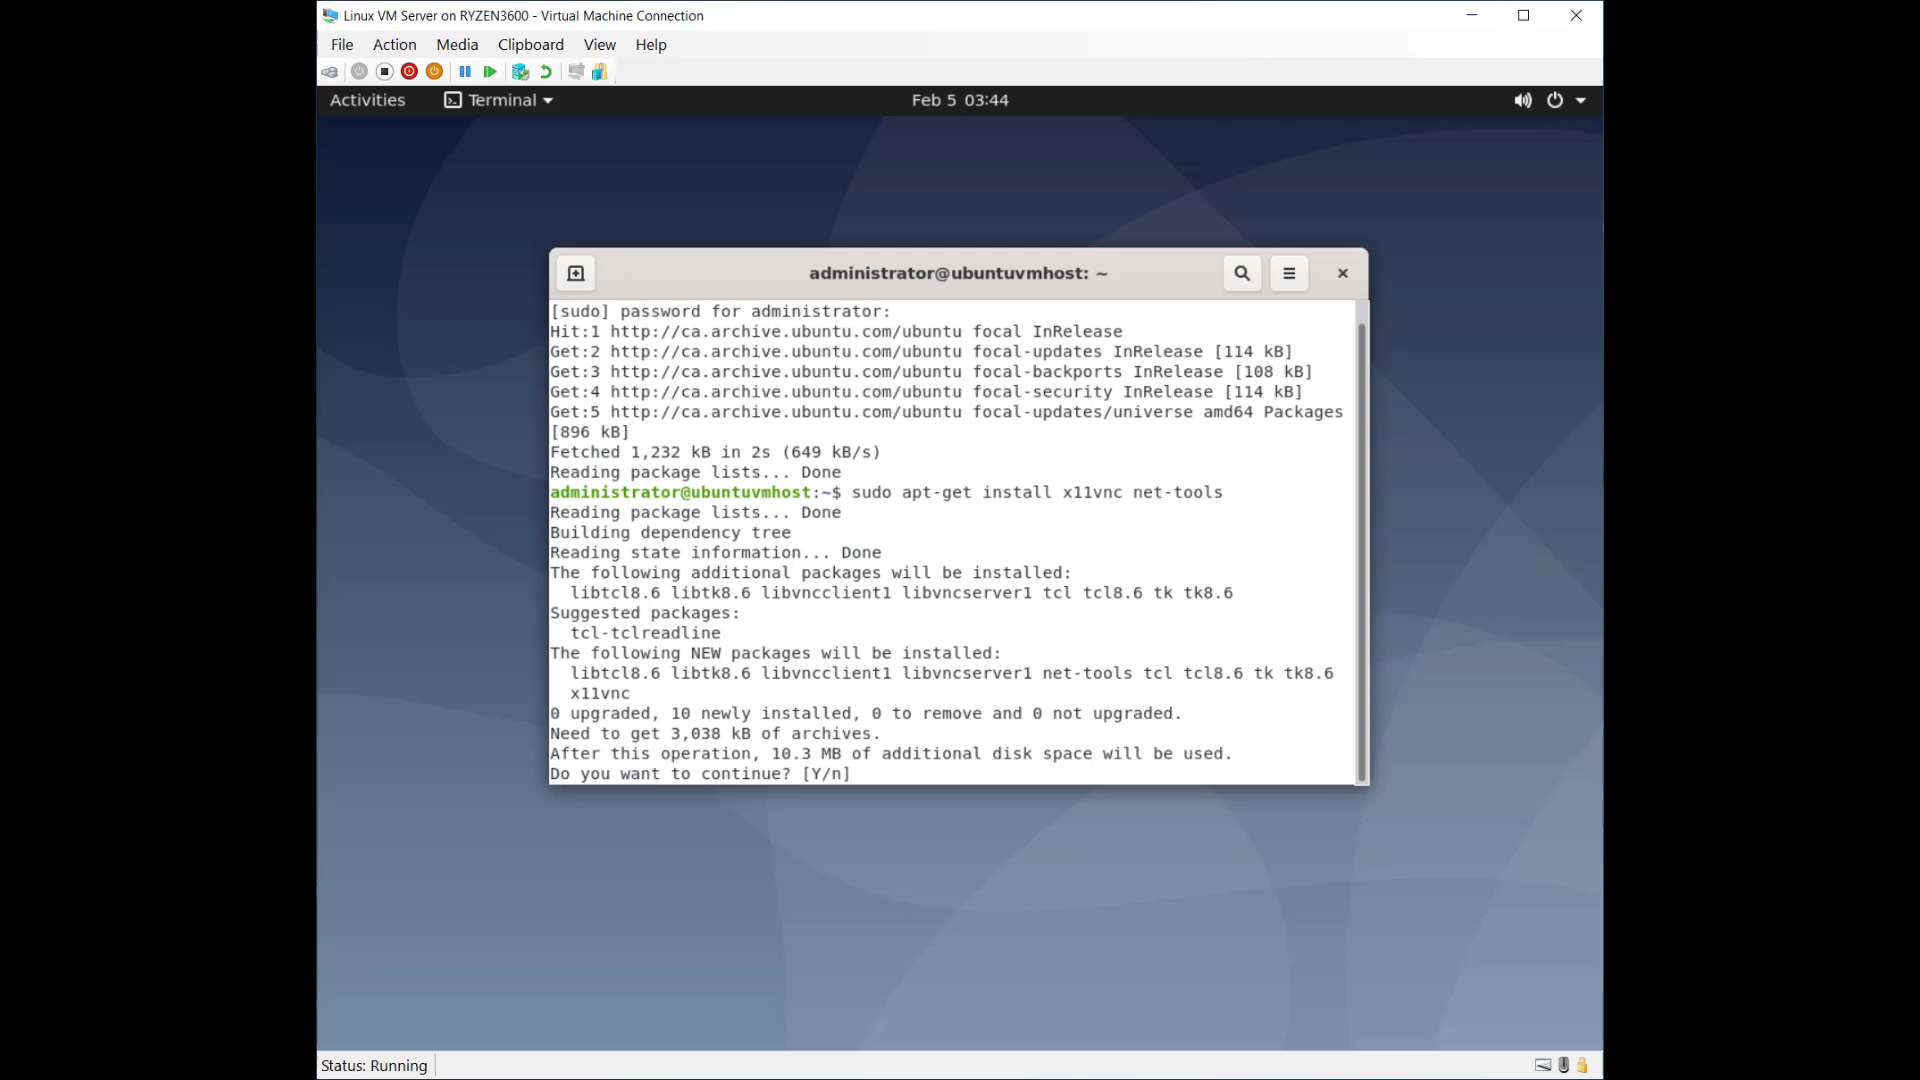 Linux VM Server on RYZEN3600 - Virtual Machine Connection
File Action Media Clipboard View Help
Activities Terminal Feb 5 03:44
administrator@ubuntuvmhost: ~
[sudo] password for administrator:
Hit:1 http://ca.archive.ubuntu.com/ubuntu focal InRelease
Get:2 http://ca.archive.ubuntu.com/ubuntu focal-updates InRelease [114 kB]
Get:3 http://ca.archive.ubuntu.com/ubuntu focal-backports InRelease [108 kB]
Get:4 http://ca.archive.ubuntu.com/ubuntu focal-security InRelease [114 kB]
Get:5 http://ca.archive.ubuntu.com/ubuntu focal-updates/universe amd64 Packages
[896 kB]
Fetched 1,232 kB in 2s (649 kB/s)
Reading package lists... Done
administrator@ubuntuvmhost:~$ sudo apt-get install x11vnc net-tools
Reading package lists... Done
Building dependency tree
Reading state information... Done
The following additional packages will be installed:
  libtcl8.6 libtk8.6 libvncclient1 libvncserver1 tcl tcl8.6 tk tk8.6
Suggested packages:
  tcl-tclreadline
The following NEW packages will be installed:
  libtcl8.6 libtk8.6 libvncclient1 libvncserver1 net-tools tcl tcl8.6 tk tk8.6
  x11vnc
0 upgraded, 10 newly installed, 0 to remove and 0 not upgraded.
Need to get 3,038 kB of archives.
After this operation, 10.3 MB of additional disk space will be used.
Do you want to continue? [Y/n]
Status: Running